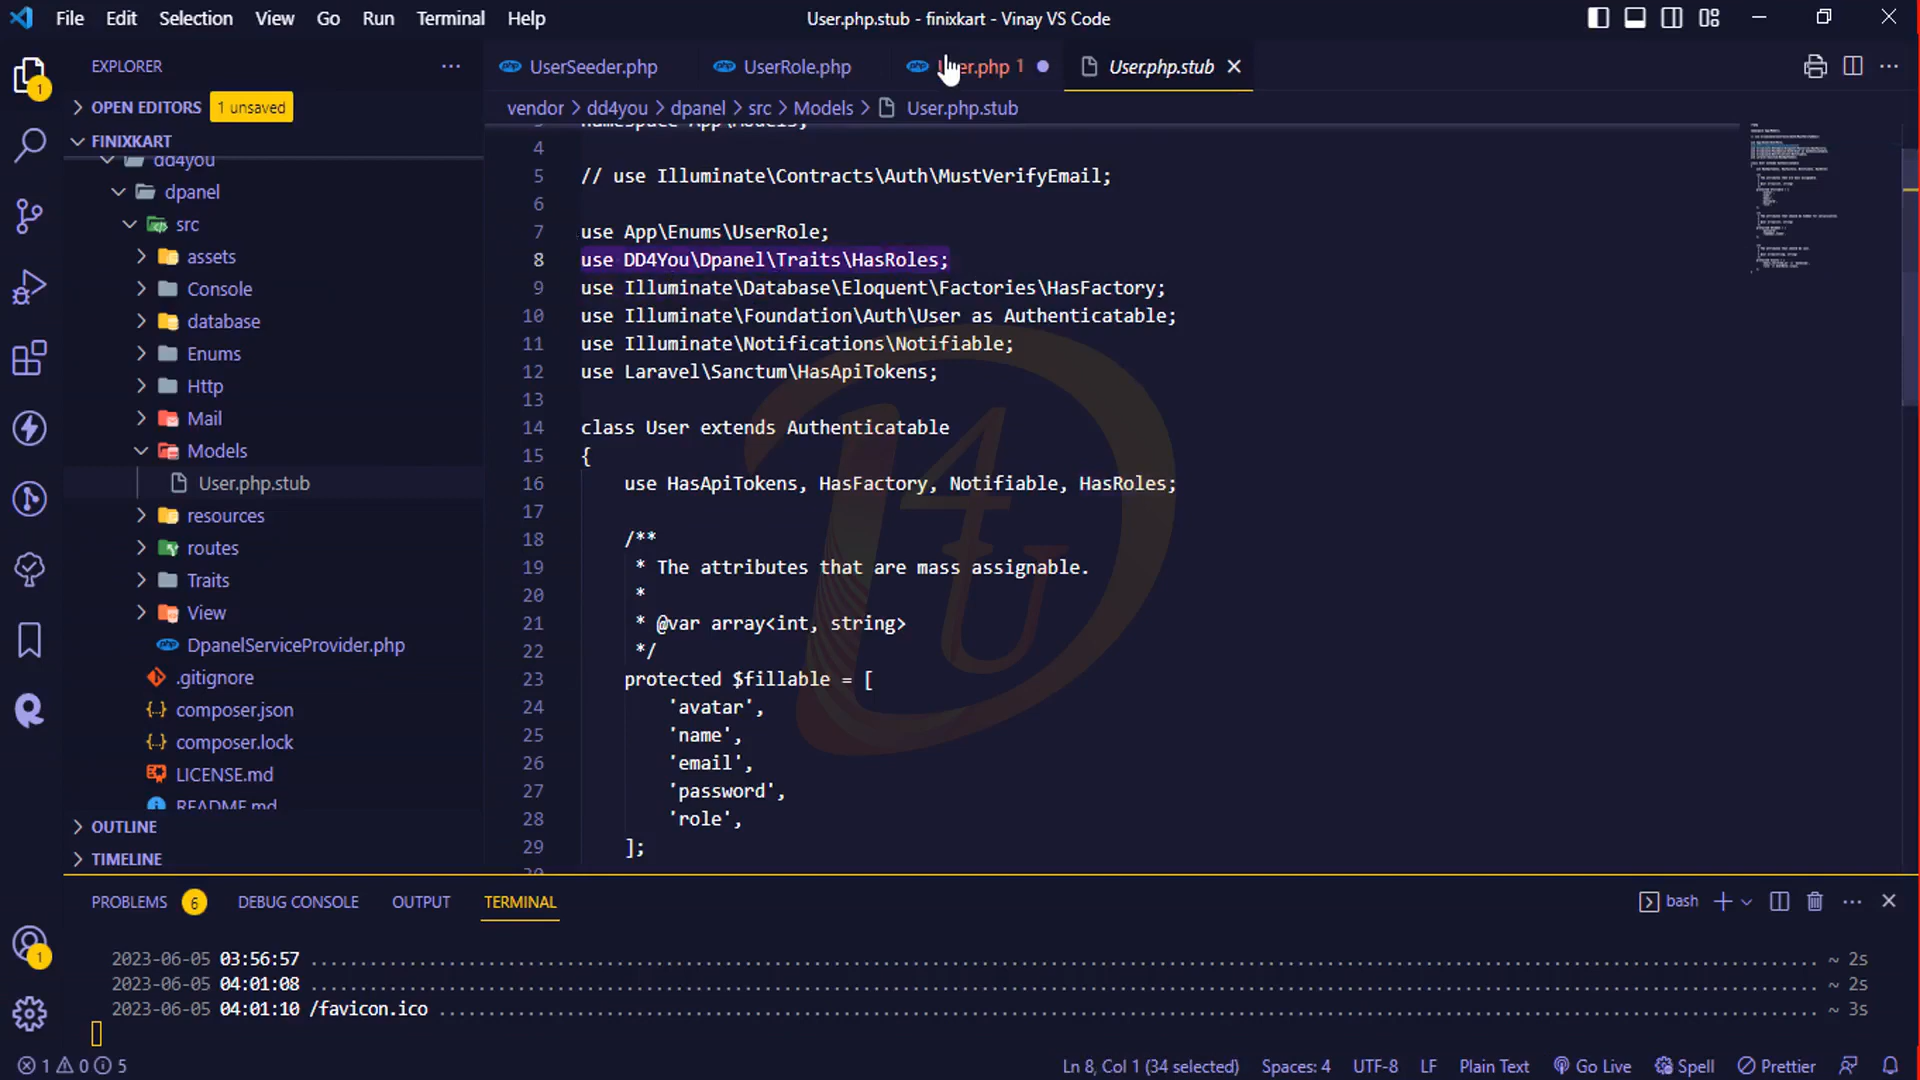 File Edit Selection View Go Run Terminal Help User.php.stub - finixkart - Vinay VS Code
EXPLORER
UserSeeder.php UserRole.php User.php 1 User.php.stub
OPEN EDITORS 1 unsaved
vendor > dd4you > dpanel > src > Models > User.php.stub
FINIXKART
dd4you
dpanel
src
assets
Console
database
Enums
Http
Mail
Models
User.php.stub
resources
routes
Traits
View
DpanelServiceProvider.php
.gitignore
composer.json
composer.lock
LICENSE.md
README.md
OUTLINE
TIMELINE
namespace App\Models;
4
5 // use Illuminate\Contracts\Auth\MustVerifyEmail;
6
7 use App\Enums\UserRole;
8 use DD4You\Dpanel\Traits\HasRoles;
9 use Illuminate\Database\Eloquent\Factories\HasFactory;
10 use Illuminate\Foundation\Auth\User as Authenticatable;
11 use Illuminate\Notifications\Notifiable;
12 use Laravel\Sanctum\HasApiTokens;
13
14 class User extends Authenticatable
15 {
16 use HasApiTokens, HasFactory, Notifiable, HasRoles;
17
18 /**
19 * The attributes that are mass assignable.
20 *
21 * @var array<int, string>
22 */
23 protected $fillable = [
24 'avatar',
25 'name',
26 'email',
27 'password',
28 'role',
29 ];
PROBLEMS 6 DEBUG CONSOLE OUTPUT TERMINAL bash
2023-06-05 03:56:57 ~ 2s
2023-06-05 04:01:08 ~ 2s
2023-06-05 04:01:10 /favicon.ico ~ 3s
1 0 5 Ln 8, Col 1 (34 selected) Spaces: 4 UTF-8 LF Plain Text Go Live Spell Prettier
1
1
D4U